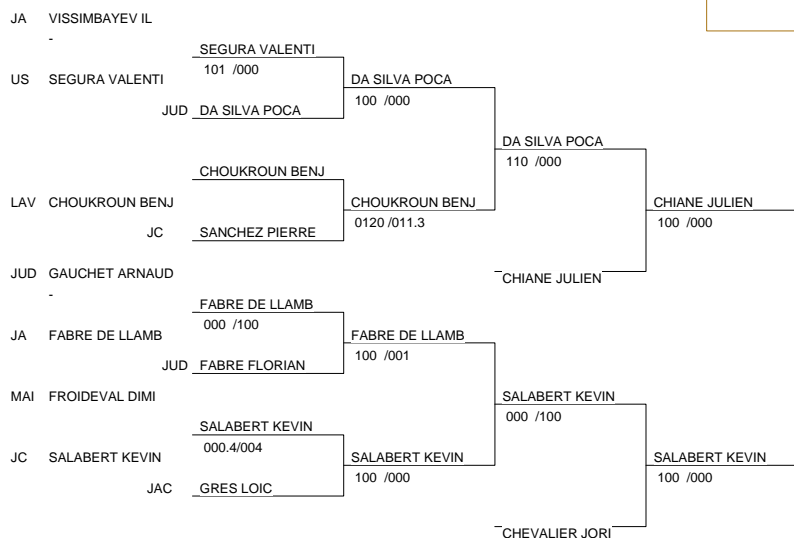 JA VISSIMBAYEV IL
-
SEGURA VALENTI
101 /000
US SEGURA VALENTI
DA SILVA POCA
100 /000
JUD DA SILVA POCA
DA SILVA POCA
110 /000
CHOUKROUN BENJ
LAV CHOUKROUN BENJ
CHOUKROUN BENJ
0120 /011.3
CHIANE JULIEN
100 /000
JC SANCHEZ PIERRE
JUD GAUCHET ARNAUD
-
CHIANE JULIEN
FABRE DE LLAMB
000 /100
JA FABRE DE LLAMB
FABRE DE LLAMB
100 /001
JUD FABRE FLORIAN
MAI FROIDEVAL DIMI
SALABERT KEVIN
000 /100
SALABERT KEVIN
000.4/004
JC SALABERT KEVIN
SALABERT KEVIN
100 /000
SALABERT KEVIN
100 /000
JAC GRES LOIC
CHEVALIER JORI